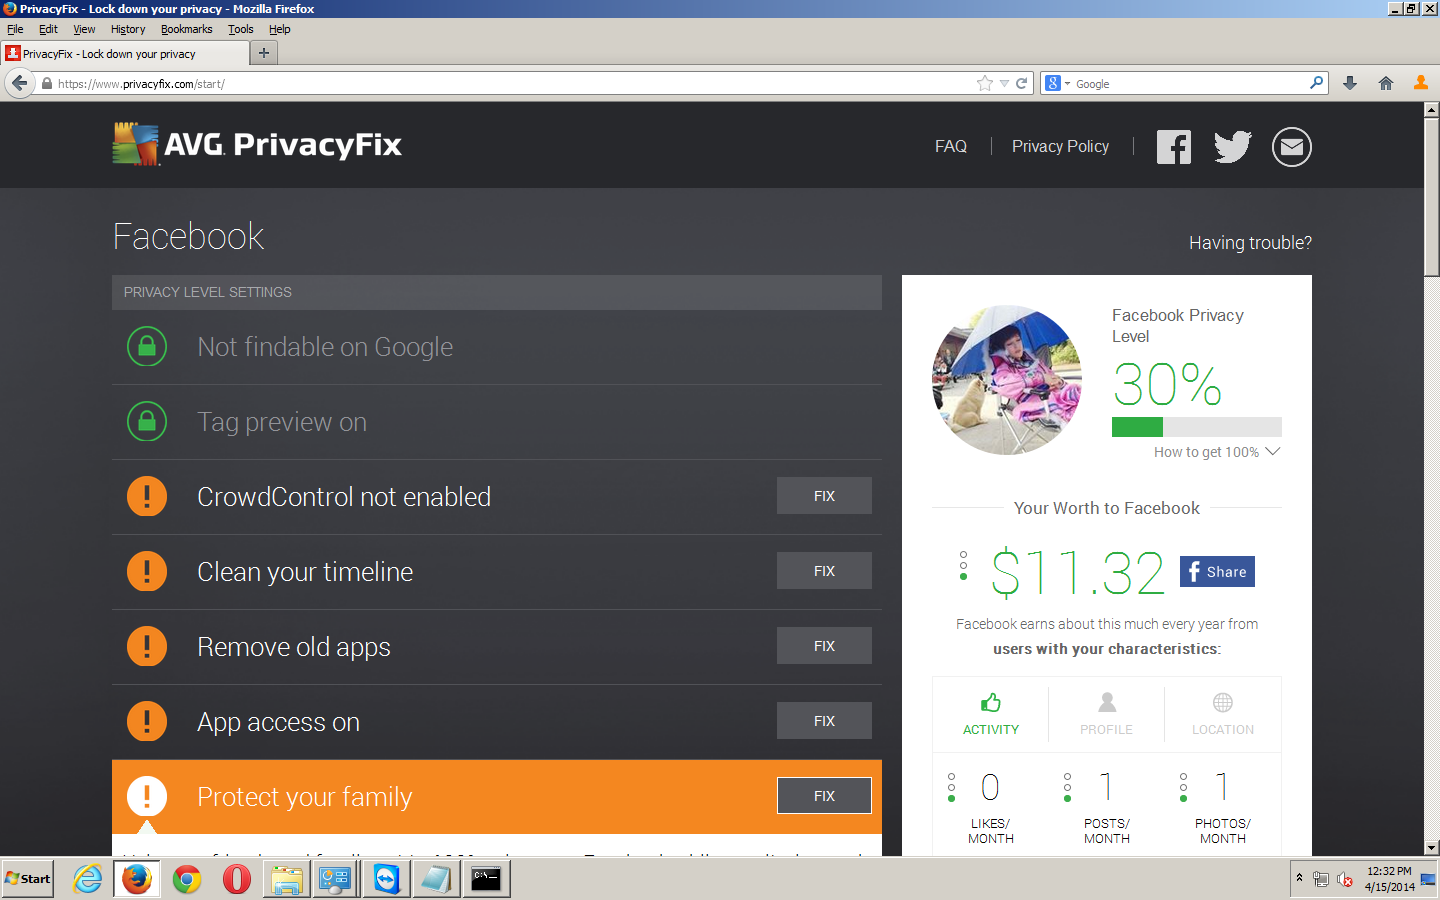 PrivacyFix - Lock down your privacy - Mozilla Firefox
File Edit View History Bookmarks Tools Help
PrivacyFix - Lock down your privacy
https://www.privacyfix.com/start/
Google
AVG PrivacyFix
FAQ
Privacy Policy
Facebook
Having trouble?
PRIVACY LEVEL SETTINGS
Not findable on Google
Tag preview on
CrowdControl not enabled
FIX
Clean your timeline
FIX
Remove old apps
FIX
App access on
FIX
Protect your family
FIX
Facebook Privacy
Level
30%
How to get 100%
Your Worth to Facebook
$11.32
Share
Facebook earns about this much every year from
users with your characteristics:
ACTIVITY
PROFILE
LOCATION
0
LIKES/
MONTH
1
POSTS/
MONTH
1
PHOTOS/
MONTH
Start
C:\_
12:32 PM
4/15/2014